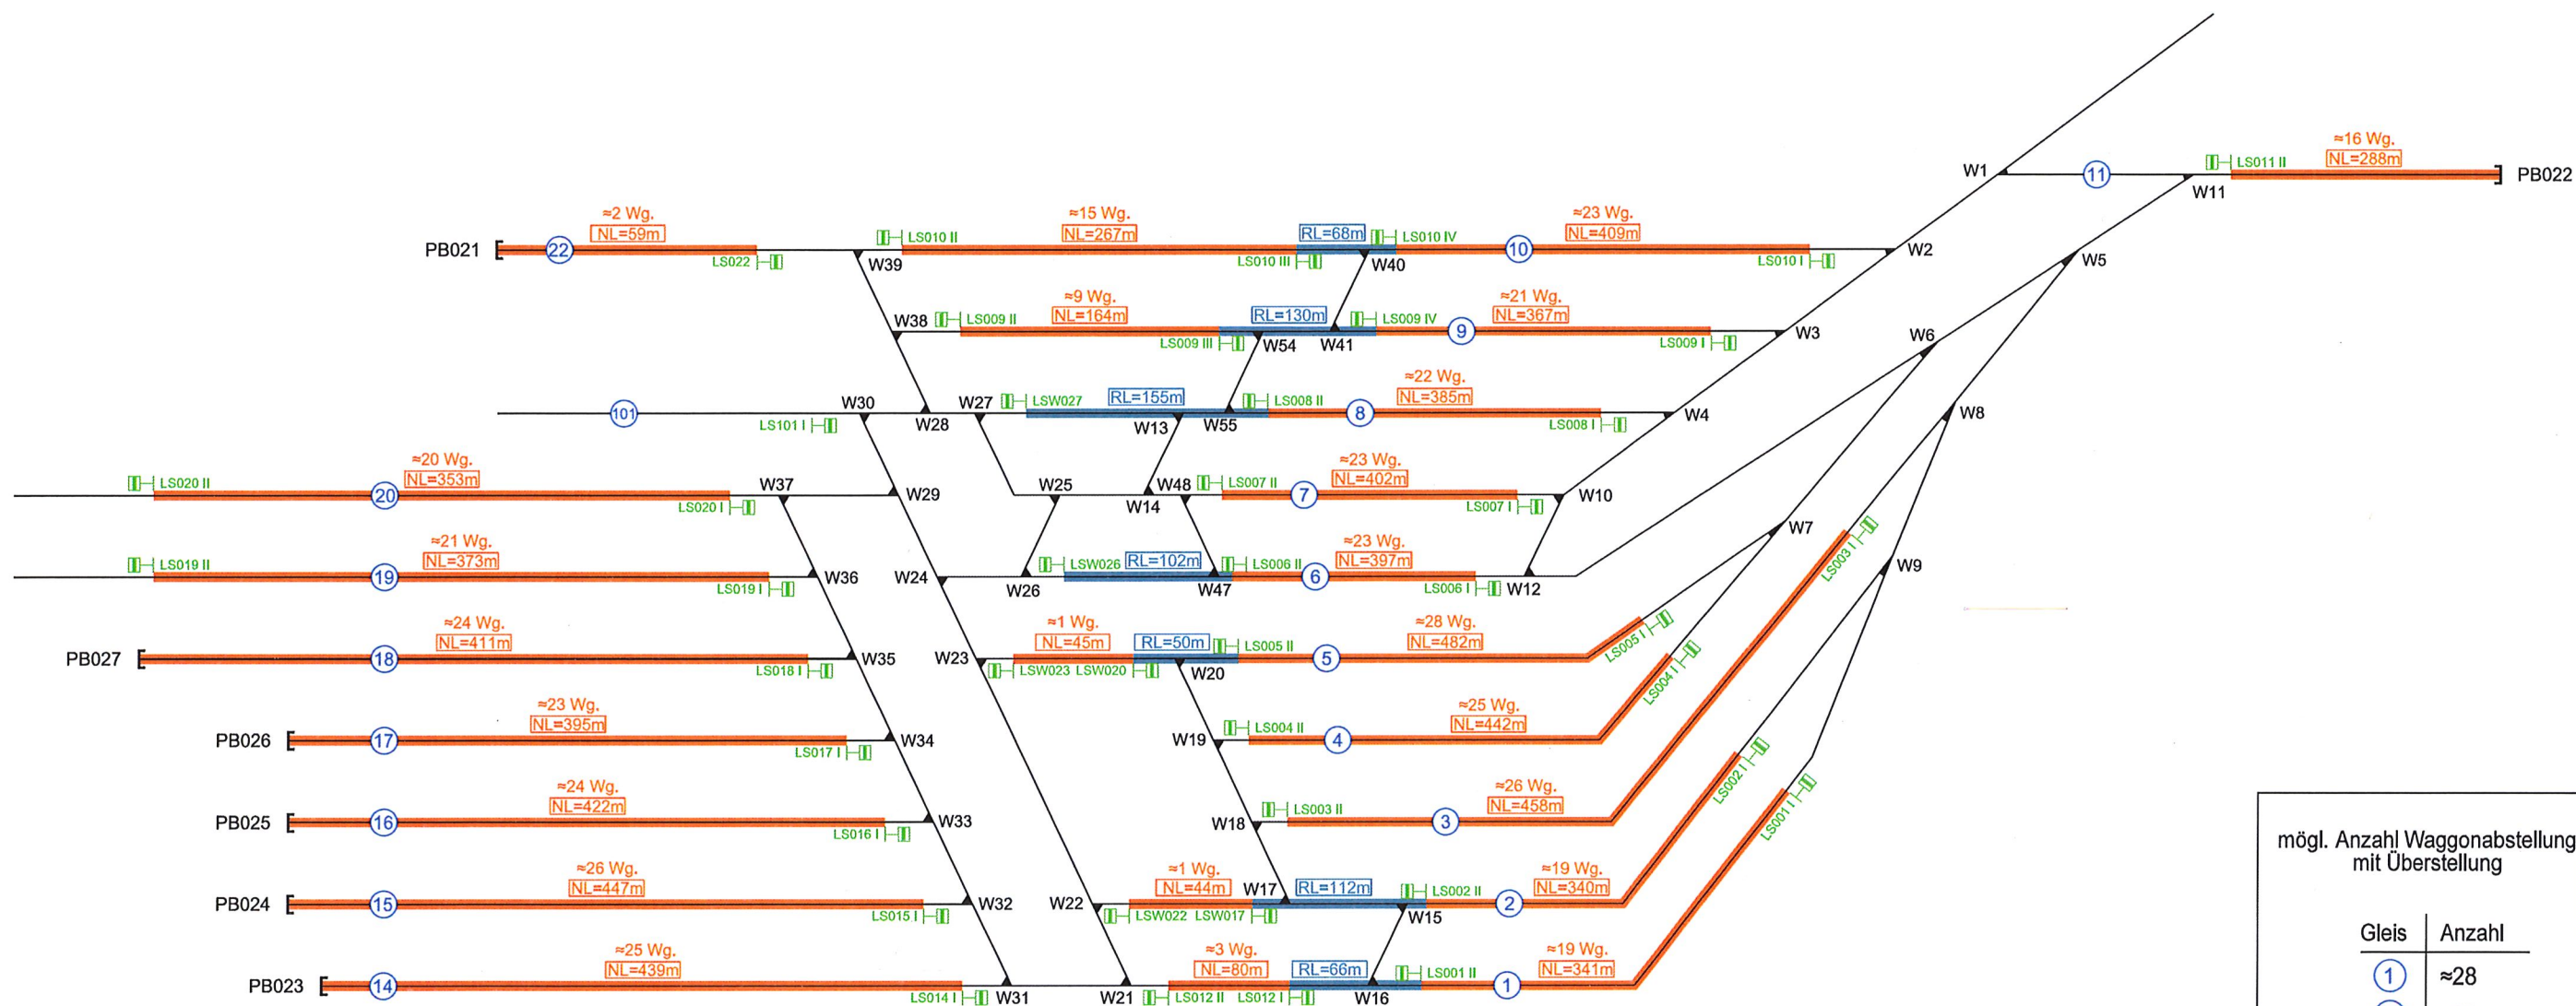 W1
11
LS011 II
≈16 Wg.
NL=288m
PB022
W11
≈2 Wg.
NL=59m
PB021
22
LS022
W39
LS010 II
≈15 Wg.
NL=267m
LS010 III
RL=68m
LS010 IV
W40
≈23 Wg.
NL=409m
10
LS010 I
W2
W5
W38
LS009 II
≈9 Wg.
NL=164m
LS009 III
RL=130m
W54
W41
LS009 IV
≈21 Wg.
NL=367m
9
LS009 I
W3
W6
101
LS101 I
W30
W28
W27
LSW027
RL=155m
W13
W55
LS008 II
≈22 Wg.
NL=385m
8
LS008 I
W4
W8
LS020 II
≈20 Wg.
NL=353m
20
LS020 I
W37
W29
W25
W14
W48
LS007 II
≈23 Wg.
NL=402m
7
LS007 I
W10
W7
LS003 I
LS019 II
≈21 Wg.
NL=373m
19
LS019 I
W36
W24
W26
LSW026
RL=102m
W47
LS006 II
≈23 Wg.
NL=397m
6
LS006 I
W12
W9
PB027
≈24 Wg.
NL=411m
18
LS018 I
W35
W23
≈1 Wg.
NL=45m
LSW023
LSW020
RL=50m
W20
LS005 II
≈28 Wg.
NL=482m
5
LS005 I
LS004 I
PB026
≈23 Wg.
NL=395m
17
LS017 I
W34
W19
LS004 II
≈25 Wg.
NL=442m
4
LS002 I
PB025
≈24 Wg.
NL=422m
16
LS016 I
W33
W18
LS003 II
≈26 Wg.
NL=458m
3
LS001 I
PB024
≈26 Wg.
NL=447m
15
LS015 I
W32
W22
≈1 Wg.
NL=44m
LSW022
LSW017
W17
RL=112m
LS002 II
W15
≈19 Wg.
NL=340m
2
PB023
≈25 Wg.
NL=439m
14
LS014 I
W31
W21
≈3 Wg.
NL=80m
LS012 II
LS012 I
RL=66m
W16
LS001 II
≈19 Wg.
NL=341m
1
mögl. Anzahl Waggonabstellung
mit Überstellung
Gleis Anzahl
1 ≈28